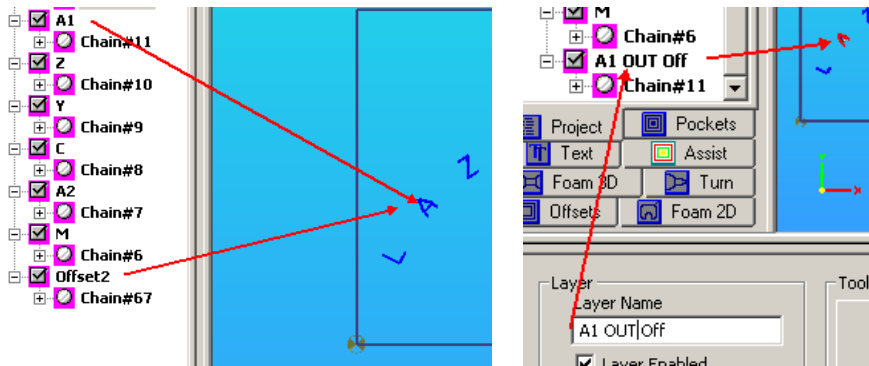 A1
Chain#11
Z
Chain#10
Y
Chain#9
C
Chain#8
A2
Chain#7
M
Chain#6
Offset2
Chain#67
Z
A
L
M
Chain#6
A1 OUT Off
Chain#11
Project
Pockets
Text
Assist
Foam 3D
Turn
Offsets
Foam 2D
Layer
Layer Name
A1 OUT Off
Layer Enabled
Tool
A
L
Y
X